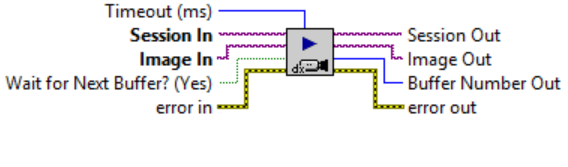 Timeout (ms)
Session In
Image In
Wait for Next Buffer? (Yes)
error in
dx
Session Out
Image Out
Buffer Number Out
error out